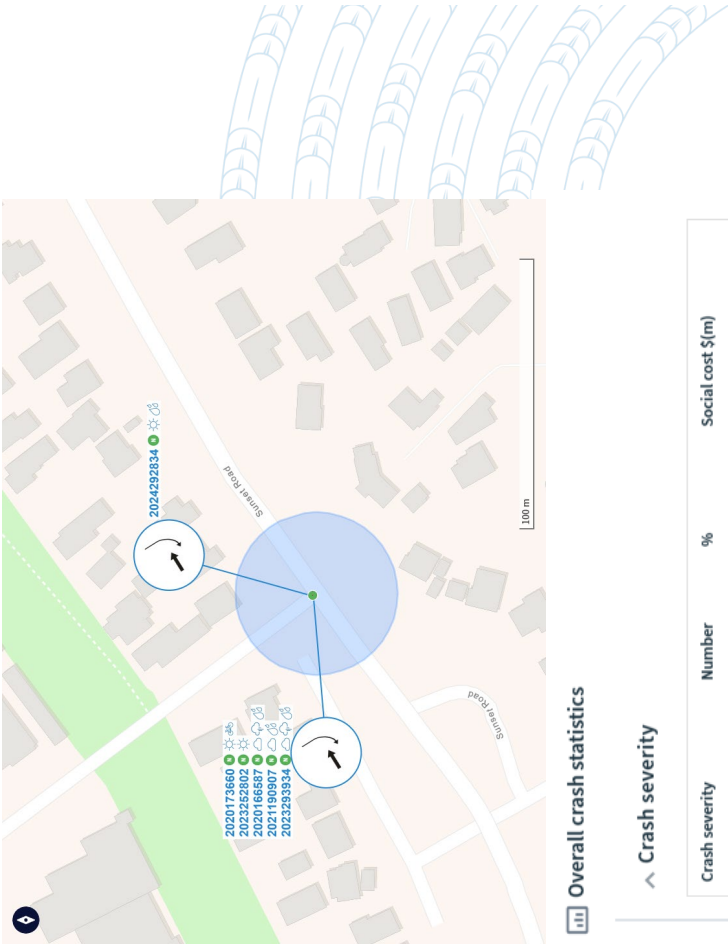 2024292834 N
Sunset Road
2020173660 N
2023252802 N
2020166587 N
2021190907 N
2023293934 N
Sunset Road
100 m
Overall crash statistics
Crash severity
Crash severity Number % Social cost $(m)